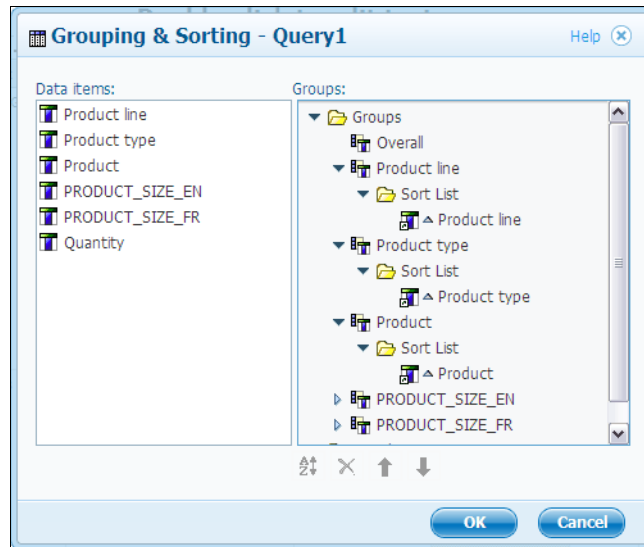 Grouping & Sorting - Query1
Help
Data items:
Product line
Product type
Product
PRODUCT_SIZE_EN
PRODUCT_SIZE_FR
Quantity
Groups:
Groups
Overall
Product line
Sort List
Product line
Product type
Sort List
Product type
Product
Sort List
Product
PRODUCT_SIZE_EN
PRODUCT_SIZE_FR
OK
Cancel